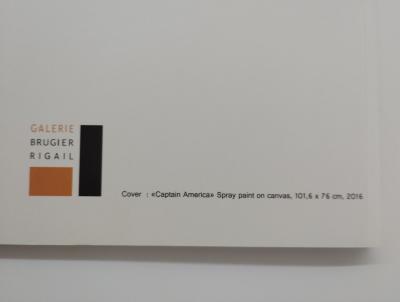 GALERIE
BRUGIER
RIGAIL
Cover : «Captain America» Spray paint on canvas, 101,6 x 76 cm, 2016